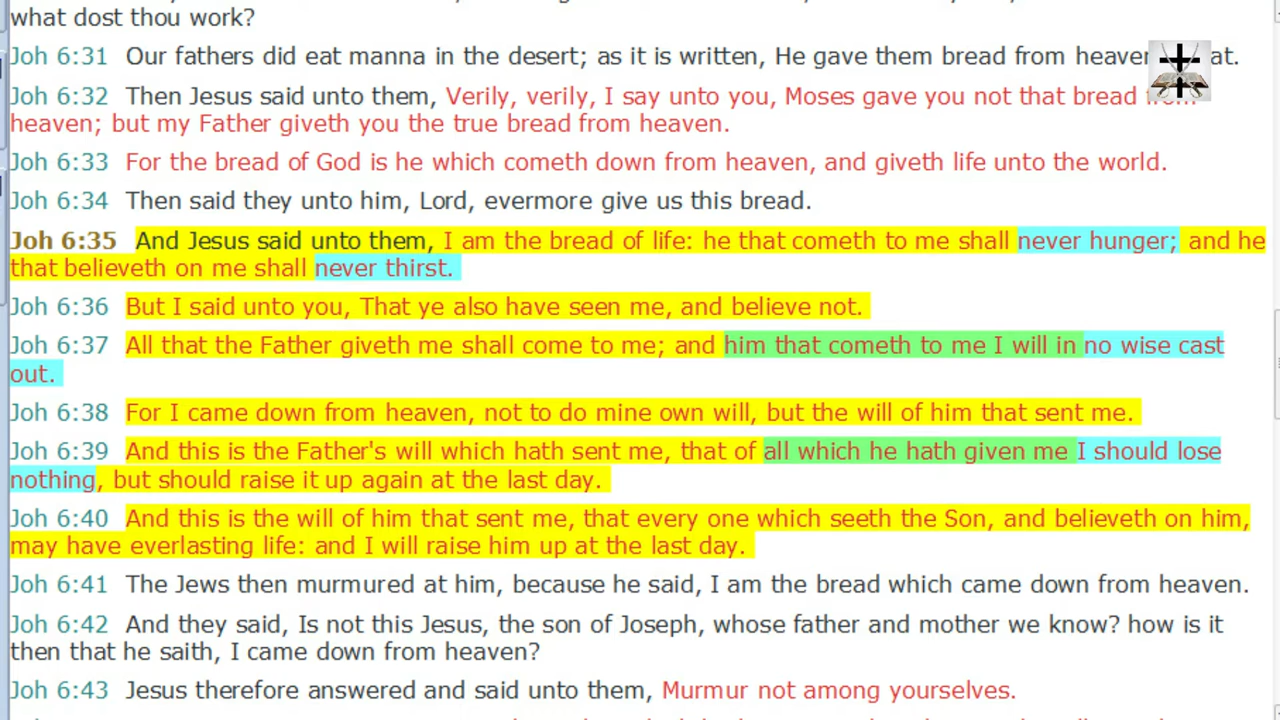 what dost thou work?
Joh 6:31 Our fathers did eat manna in the desert; as it is written, He gave them bread from heaven at.
Joh 6:32 Then Jesus said unto them, Verily, verily, I say unto you, Moses gave you not that bread from
heaven; but my Father giveth you the true bread from heaven.
Joh 6:33 For the bread of God is he which cometh down from heaven, and giveth life unto the world.
Joh 6:34 Then said they unto him, Lord, evermore give us this bread.
Joh 6:35 And Jesus said unto them, I am the bread of life: he that cometh to me shall never hunger; and he
that believeth on me shall never thirst.
Joh 6:36 But I said unto you, That ye also have seen me, and believe not.
Joh 6:37 All that the Father giveth me shall come to me; and him that cometh to me I will in no wise cast
out.
Joh 6:38 For I came down from heaven, not to do mine own will, but the will of him that sent me.
Joh 6:39 And this is the Father's will which hath sent me, that of all which he hath given me I should lose
nothing, but should raise it up again at the last day.
Joh 6:40 And this is the will of him that sent me, that every one which seeth the Son, and believeth on him,
may have everlasting life: and I will raise him up at the last day.
Joh 6:41 The Jews then murmured at him, because he said, I am the bread which came down from heaven.
Joh 6:42 And they said, Is not this Jesus, the son of Joseph, whose father and mother we know? how is it
then that he saith, I came down from heaven?
Joh 6:43 Jesus therefore answered and said unto them, Murmur not among yourselves.